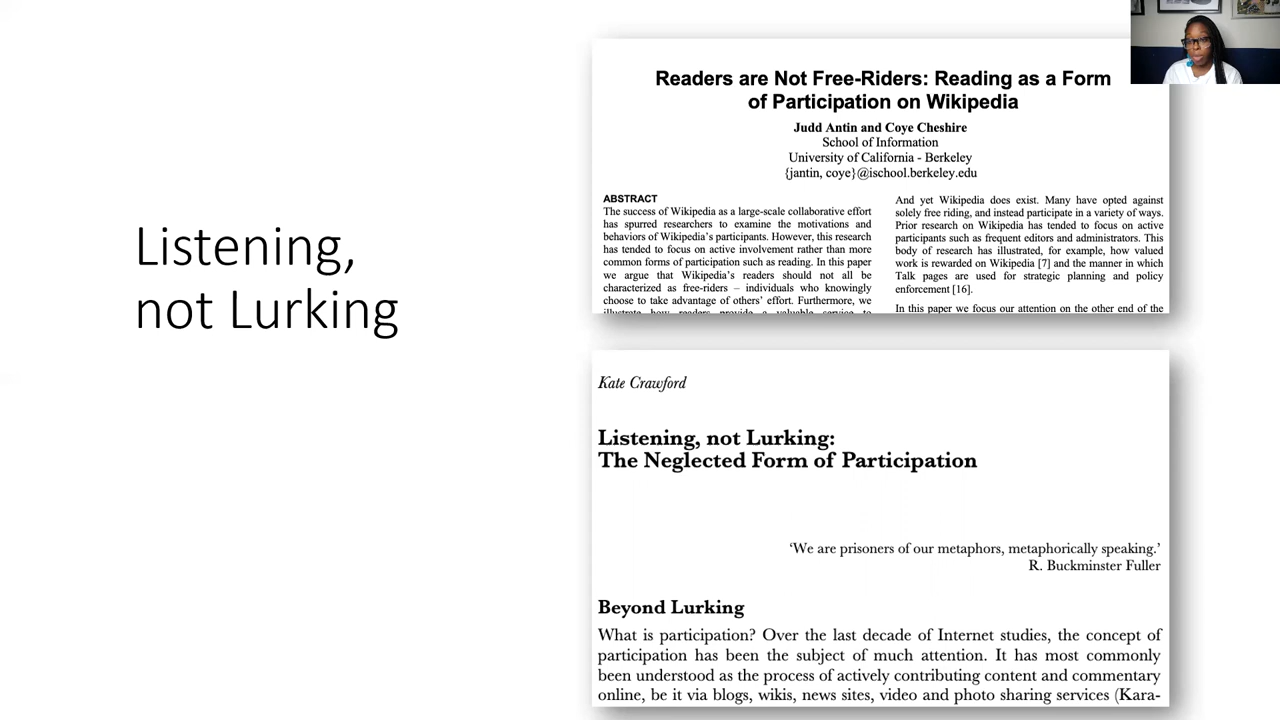 Listening,
not Lurking
Readers are Not Free-Riders: Reading as a Form
of Participation on Wikipedia
Judd Antin and Coye Cheshire
School of Information
University of California - Berkeley
{jantin, coye}@ischool.berkeley.edu
ABSTRACT
The success of Wikipedia as a large-scale collaborative effort
has spurred researchers to examine the motivations and
behaviors of Wikipedia's participants. However, this research
has tended to focus on active involvement rather than more
common forms of participation such as reading. In this paper
we argue that Wikipedia's readers should not all be
characterized as free-riders – individuals who knowingly
choose to take advantage of others' effort. Furthermore, we
illustrate how readers provide a valuable service to
And yet Wikipedia does exist. Many have opted against
solely free riding, and instead participate in a variety of ways.
Prior research on Wikipedia has tended to focus on active
participants such as frequent editors and administrators. This
body of research has illustrated, for example, how valued
work is rewarded on Wikipedia [7] and the manner in which
Talk pages are used for strategic planning and policy
enforcement [16].
In this paper we focus our attention on the other end of the
Kate Crawford
Listening, not Lurking:
The Neglected Form of Participation
‘We are prisoners of our metaphors, metaphorically speaking.’
R. Buckminster Fuller
Beyond Lurking
What is participation? Over the last decade of Internet studies, the concept of
participation has been the subject of much attention. It has most commonly
been understood as the process of actively contributing content and commentary
online, be it via blogs, wikis, news sites, video and photo sharing services (Kara-